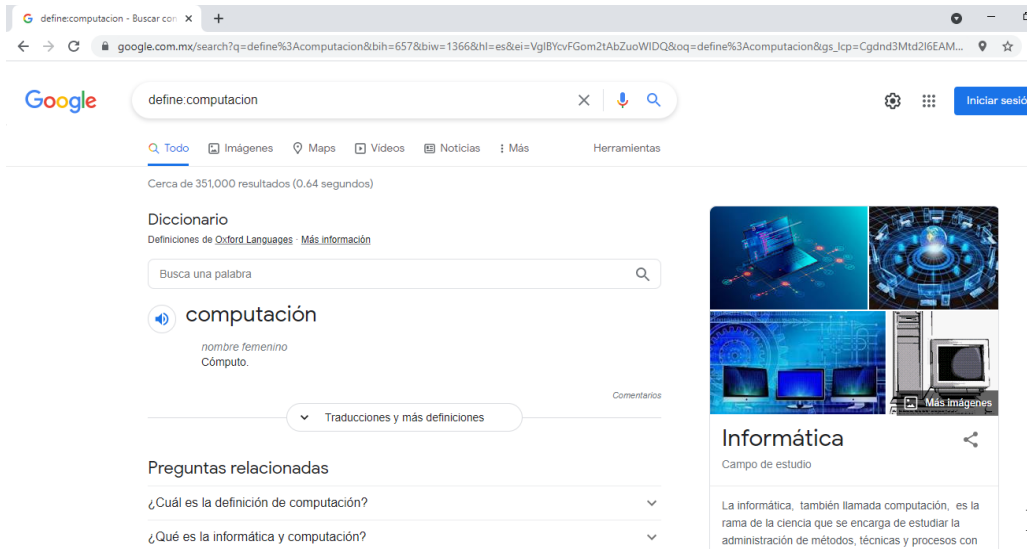 define:computacion - Buscar con
google.com.mx/search?q=define%3Acomputacion&bih=657&biw=1366&hl=es&ei=VglBYcvFGom2tAbZuoWIDQ&oq=define%3Acomputacion&gs_lcp=Cgdnd3Mtd2l6EAM...
Google
define:computacion
Iniciar sesió
Todo Imágenes Maps Videos Noticias Más Herramientas
Cerca de 351,000 resultados (0.64 segundos)
Diccionario
Definiciones de Oxford Languages · Más información
Busca una palabra
computación
nombre femenino
Cómputo.
Comentarios
Traducciones y más definiciones
Preguntas relacionadas
¿Cuál es la definición de computación?
¿Qué es la informática y computación?
Más imágenes
Informática
Campo de estudio
La informática, también llamada computación, es la
rama de la ciencia que se encarga de estudiar la
administración de métodos, técnicas y procesos con